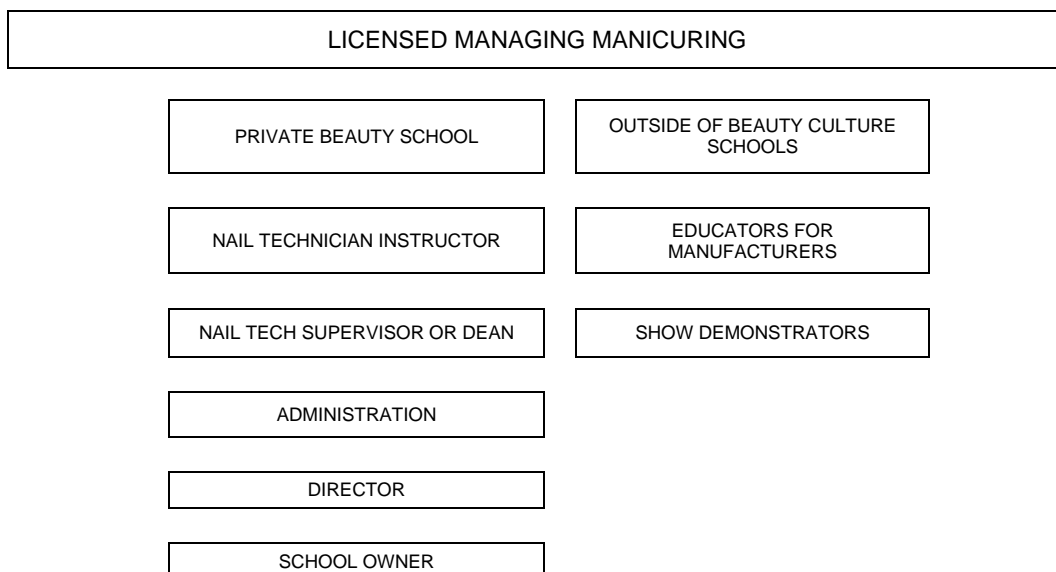 LICENSED MANAGING MANICURING
PRIVATE BEAUTY SCHOOL
OUTSIDE OF BEAUTY CULTURE
SCHOOLS
NAIL TECHNICIAN INSTRUCTOR
EDUCATORS FOR
MANUFACTURERS
NAIL TECH SUPERVISOR OR DEAN
SHOW DEMONSTRATORS
ADMINISTRATION
DIRECTOR
SCHOOL OWNER